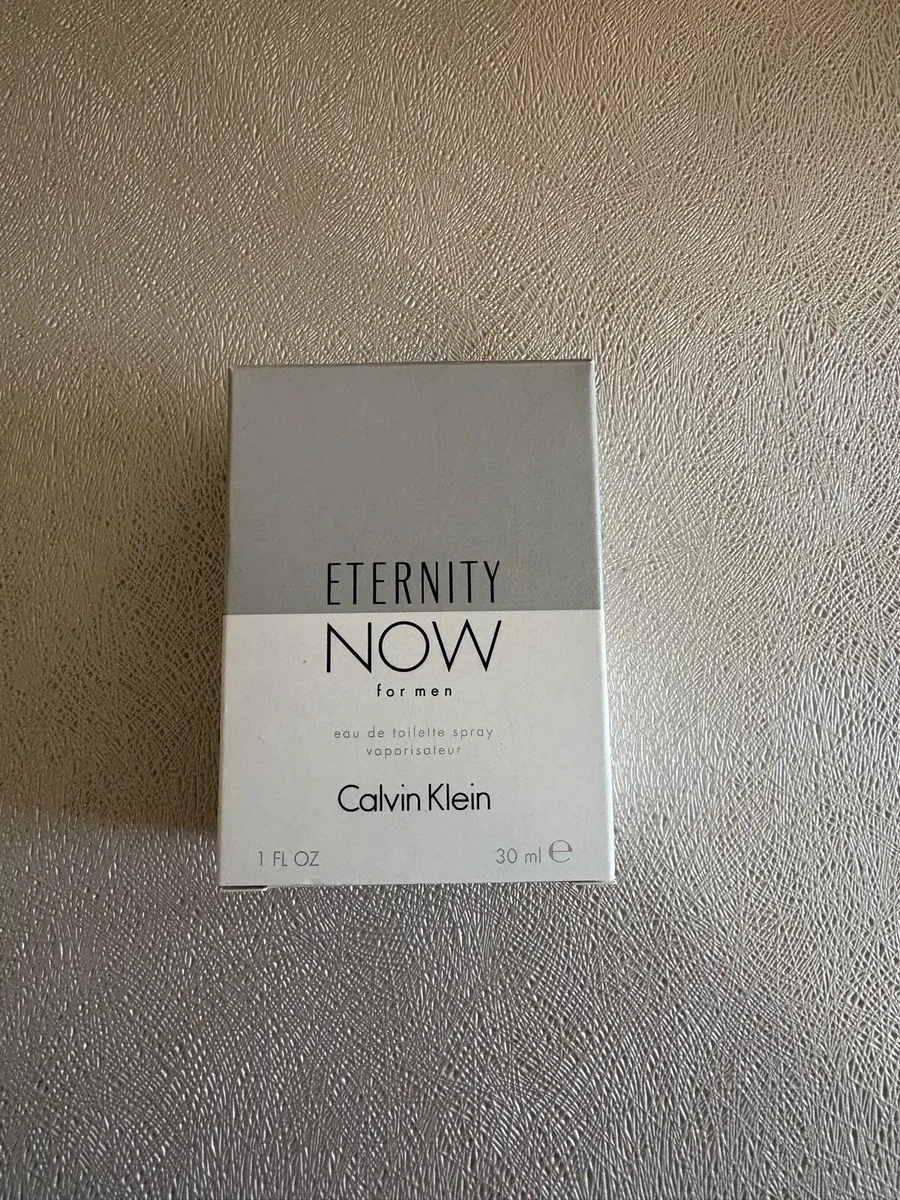 ETERNITY
NOW
for men
eau de toilette spray
vaporisateur
Calvin Klein
1 FL OZ 30 ml ℮